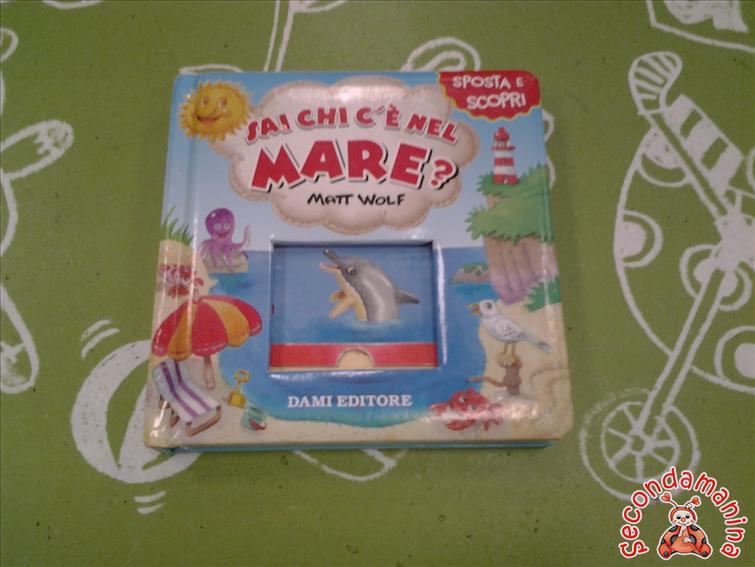 SPOSTA E
SCOPRI
SAI CHI C'È NEL
MARE?
MATT WOLF
DAMI EDITORE
Secondamanina